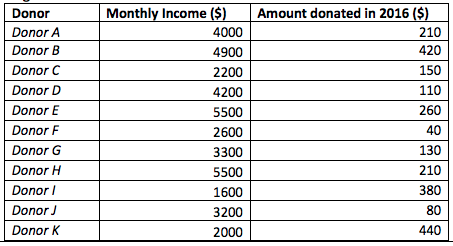 Donor Monthly Income ($) Amount donated in 2016 ($)
Donor A 4000 210
Donor B 4900 420
Donor C 2200 150
Donor D 4200 110
Donor E 5500 260
Donor F 2600 40
Donor G 3300 130
Donor H 5500 210
Donor I 1600 380
Donor J 3200 80
Donor K 2000 440